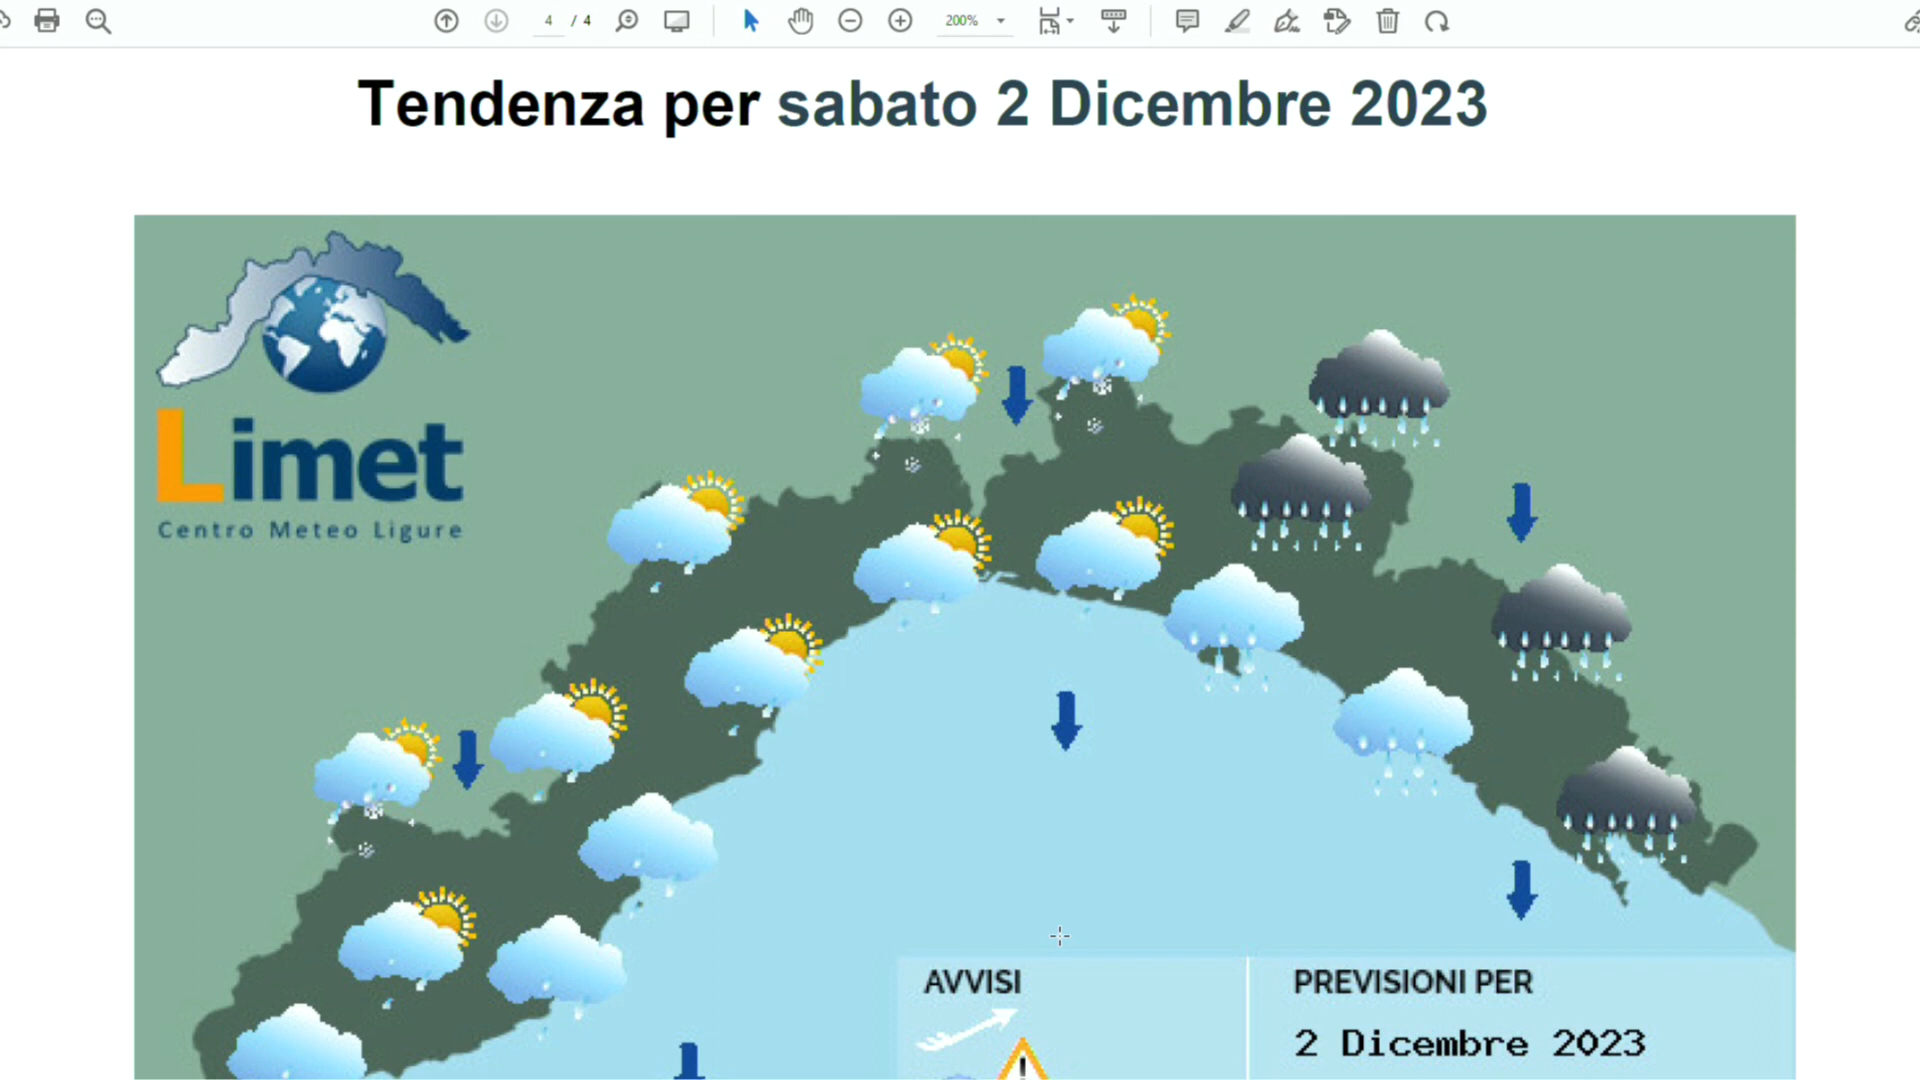 4 / 4
200%
Tendenza per sabato 2 Dicembre 2023
Limet
Centro Meteo Ligure
AVVISI
PREVISIONI PER
2 Dicembre 2023